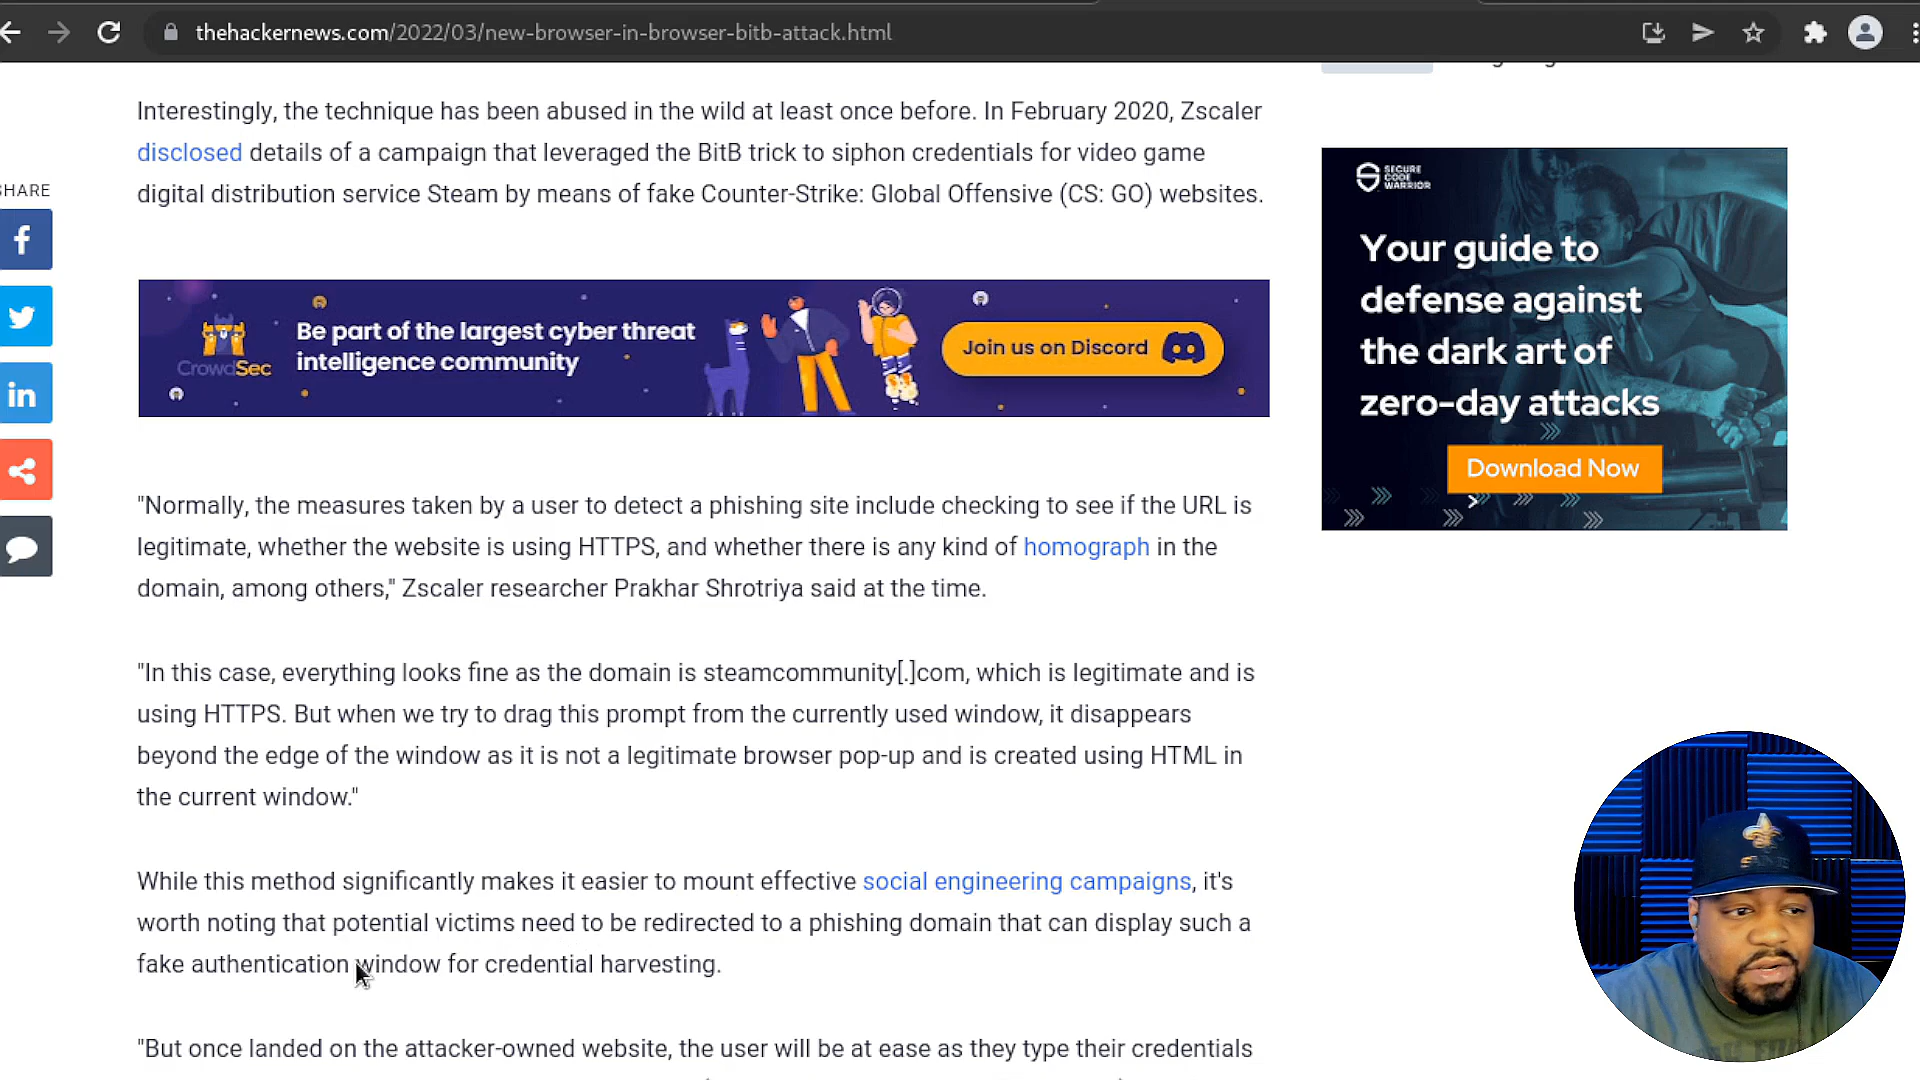 thehackernews.com/2022/03/new-browser-in-browser-bitb-attack.html
Interestingly, the technique has been abused in the wild at least once before. In February 2020, Zscaler
disclosed details of a campaign that leveraged the BitB trick to siphon credentials for video game
digital distribution service Steam by means of fake Counter-Strike: Global Offensive (CS: GO) websites.
HARE
CrowdSec
Be part of the largest cyber threat
intelligence community
Join us on Discord
SECURE
CODE
WARRIOR
Your guide to
defense against
the dark art of
zero-day attacks
Download Now
"Normally, the measures taken by a user to detect a phishing site include checking to see if the URL is
legitimate, whether the website is using HTTPS, and whether there is any kind of homograph in the
domain, among others," Zscaler researcher Prakhar Shrotriya said at the time.
"In this case, everything looks fine as the domain is steamcommunity[.]com, which is legitimate and is
using HTTPS. But when we try to drag this prompt from the currently used window, it disappears
beyond the edge of the window as it is not a legitimate browser pop-up and is created using HTML in
the current window."
While this method significantly makes it easier to mount effective social engineering campaigns, it's
worth noting that potential victims need to be redirected to a phishing domain that can display such a
fake authentication window for credential harvesting.
"But once landed on the attacker-owned website, the user will be at ease as they type their credentials